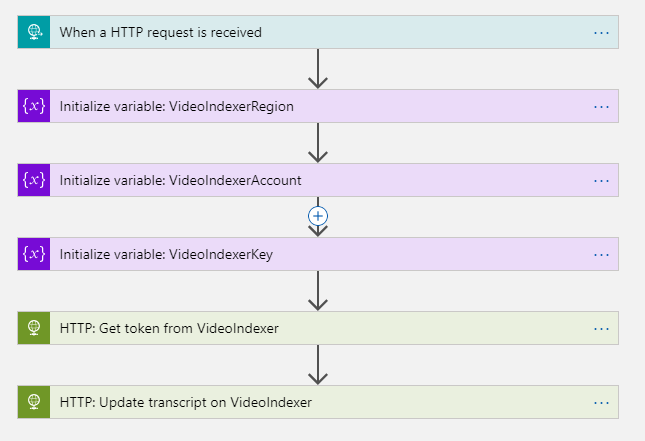 When a HTTP request is received
{x} Initialize variable: VideoIndexerRegion
{x} Initialize variable: VideoIndexerAccount
{x} Initialize variable: VideoIndexerKey
HTTP: Get token from VideoIndexer
HTTP: Update transcript on VideoIndexer